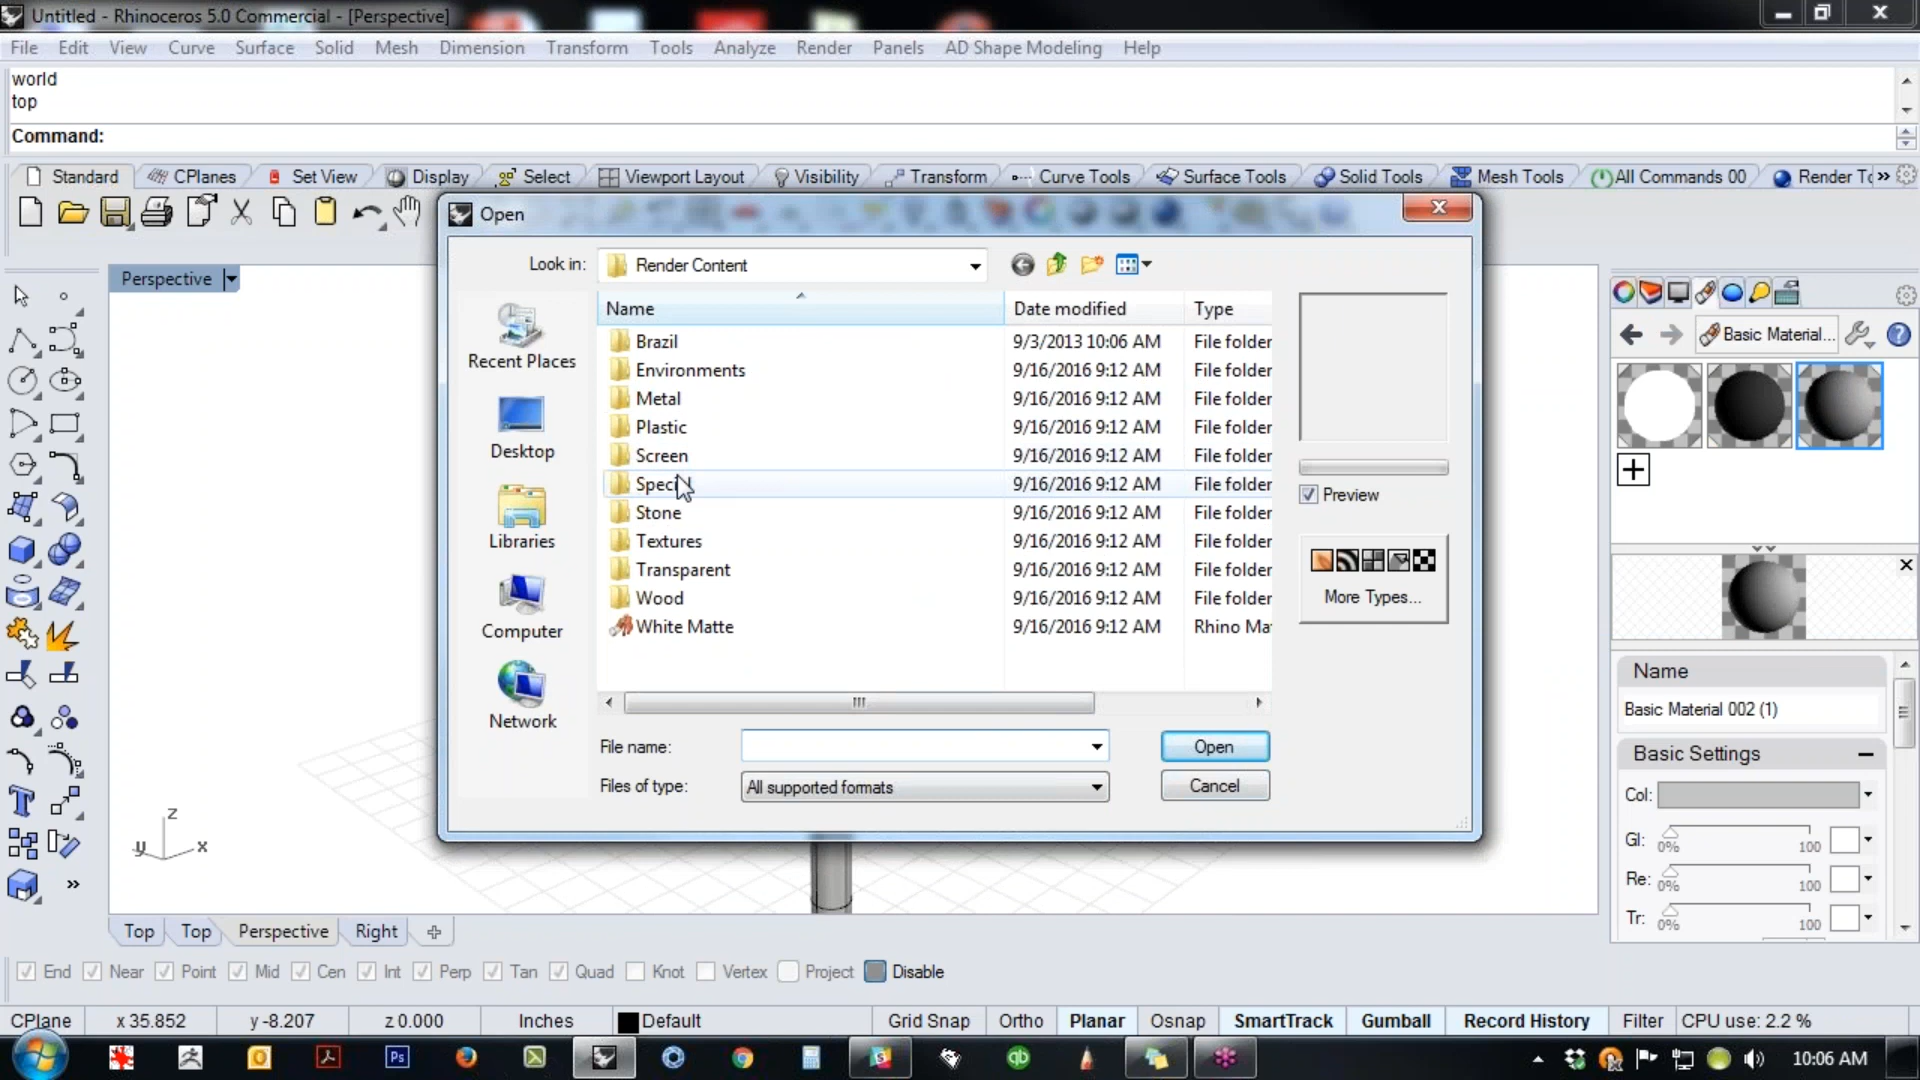 Untitled - Rhinoceros 5.0 Commercial - [Perspective]
File Edit View Curve Surface Solid Mesh Dimension Transform Tools Analyze Render Panels AD Shape Modeling Help
world
top
Command:
Standard CPlanes Set View Display Select Viewport Layout Visibility Transform Curve Tools Surface Tools Solid Tools Mesh Tools All Commands 00 Render To »
Open
Look in: Render Content
Perspective
Name Date modified Type
Brazil 9/3/2013 10:06 AM File folder
Environments 9/16/2016 9:12 AM File folder
Metal 9/16/2016 9:12 AM File folder
Plastic 9/16/2016 9:12 AM File folder
Screen 9/16/2016 9:12 AM File folder
Special 9/16/2016 9:12 AM File folder
Stone 9/16/2016 9:12 AM File folder
Textures 9/16/2016 9:12 AM File folder
Transparent 9/16/2016 9:12 AM File folder
Wood 9/16/2016 9:12 AM File folder
White Matte 9/16/2016 9:12 AM Rhino Ma
Recent Places
Desktop
Libraries
Computer
Network
Preview
More Types...
File name:
Open
Files of type: All supported formats
Cancel
Basic Material...
Name
Basic Material 002 (1)
Basic Settings
Col:
Gl: 0% 100
Re: 0% 100
Tr: 0% 100
z
y x
Top Top Perspective Right
End Near Point Mid Cen Int Perp Tan Quad Knot Vertex Project Disable
CPlane x 35.852 y -8.207 z 0.000 Inches Default Grid Snap Ortho Planar Osnap SmartTrack Gumball Record History Filter CPU use: 2.2 %
Ps
qb
10:06 AM